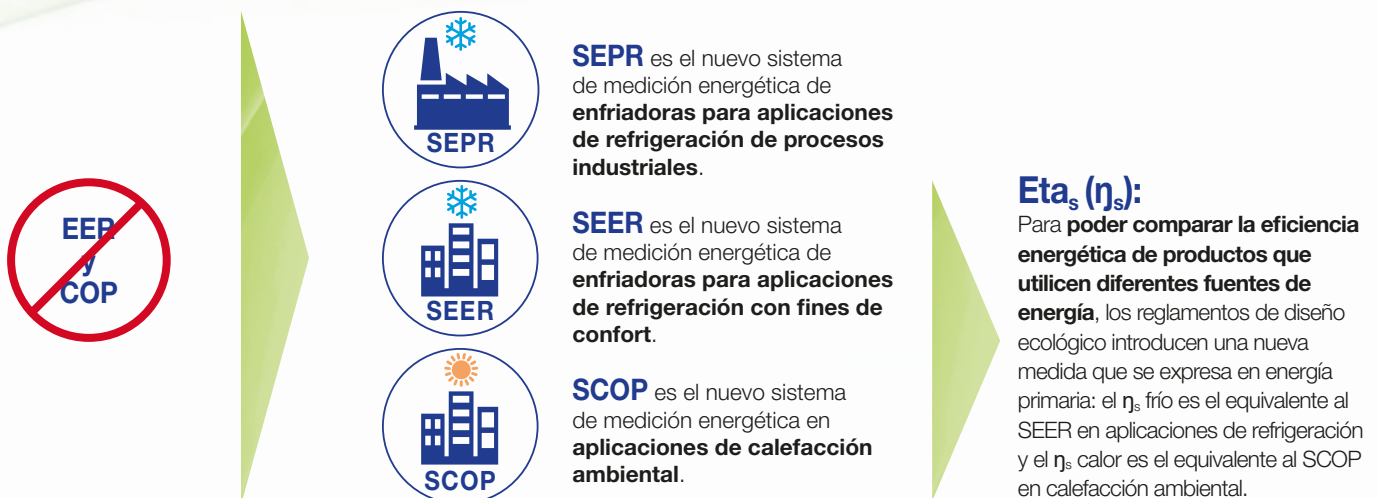 EER
y
COP
SEPR
SEPR es el nuevo sistema
de medición energética de
enfriadoras para aplicaciones
de refrigeración de procesos
industriales.
SEER
SEER es el nuevo sistema
de medición energética de
enfriadoras para aplicaciones
de refrigeración con fines de
confort.
SCOP
SCOP es el nuevo sistema
de medición energética en
aplicaciones de calefacción
ambiental.
Etaₛ (ŋₛ):
Para poder comparar la eficiencia
energética de productos que
utilicen diferentes fuentes de
energía, los reglamentos de diseño
ecológico introducen una nueva
medida que se expresa en energía
primaria: el ŋₛ frío es el equivalente al
SEER en aplicaciones de refrigeración
y el ŋₛ calor es el equivalente al SCOP
en calefacción ambiental.